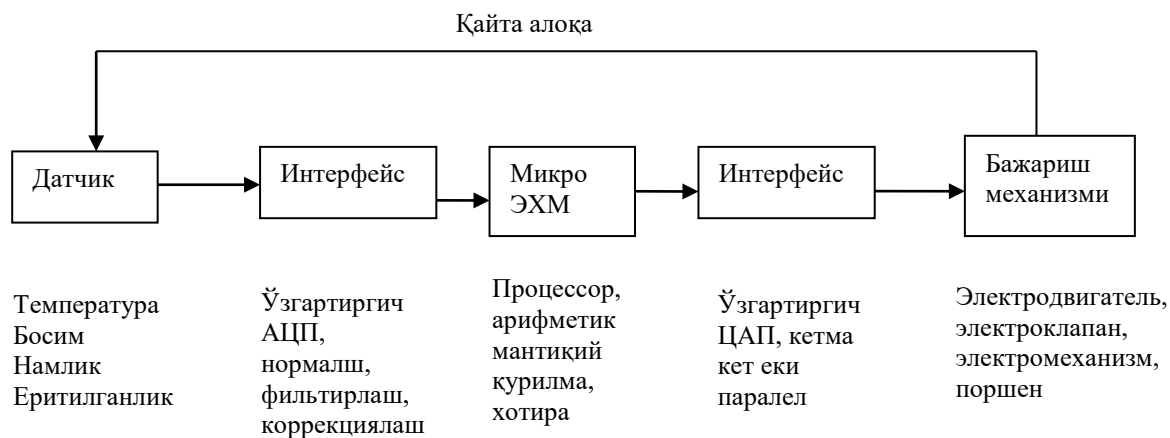 Қайта алоқа
Датчик
Интерфейс
Микро
ЭХМ
Интерфейс
Бажариш
механизми
Температура
Босим
Намлик
Еритилганлик
Ўзгартиргич
АЦП,
нормалш,
фильтирлаш,
коррекциялаш
Процессор,
арифметик
мантиқий
қурилма,
хотира
Ўзгартиргич
ЦАП, кетма
кет еки
паралел
Электродвигатель,
электроклапан,
электромеханизм,
поршен